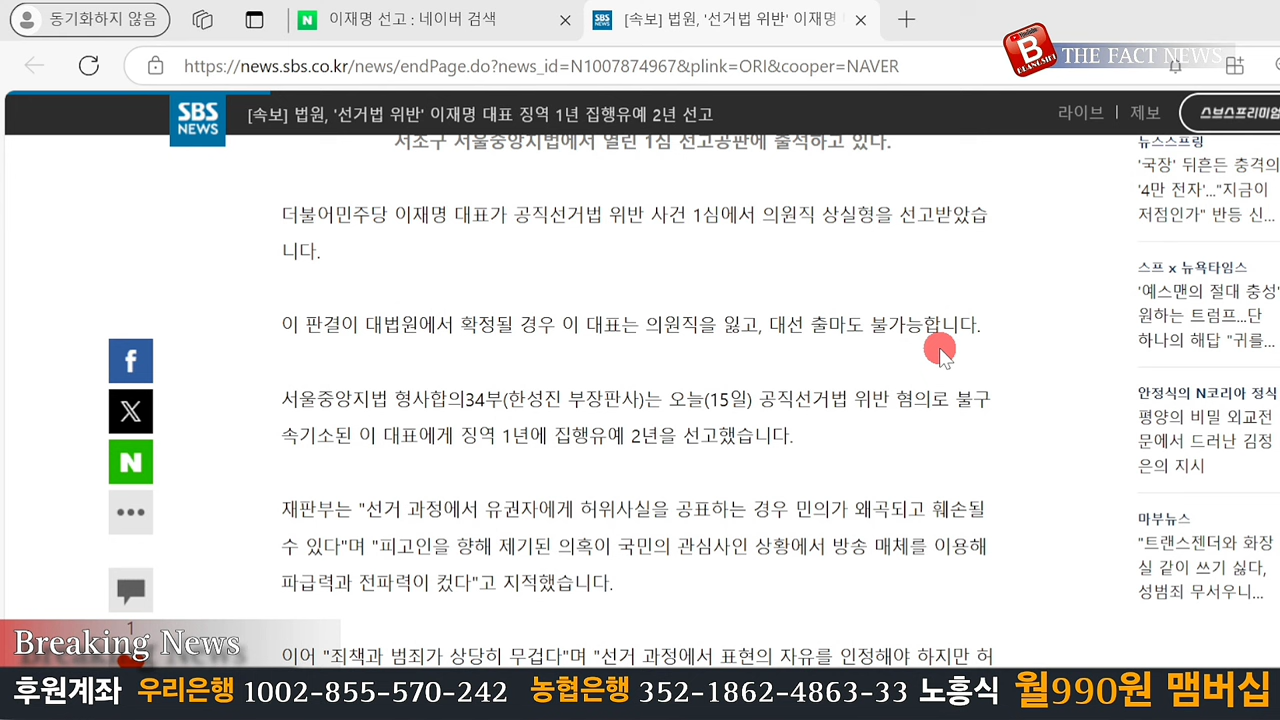 동기화하지 않음
N 이재명 선고 : 네이버 검색
SBS NEWS [속보] 법원, '선거법 위반' 이재명
B
THE FACT NEWS
https://news.sbs.co.kr/news/endPage.do?news_id=N1007874967&plink=ORI&cooper=NAVER
SBS
NEWS
[속보] 법원, '선거법 위반' 이재명 대표 징역 1년 집행유예 2년 선고
라이브
제보
스브스프리미엄
서조구 서울중앙지법에서 열린 1심 선고공판에 출석하고 있다.
더불어민주당 이재명 대표가 공직선거법 위반 사건 1심에서 의원직 상실형을 선고받았습
니다.
이 판결이 대법원에서 확정될 경우 이 대표는 의원직을 잃고, 대선 출마도 불가능합니다.
서울중앙지법 형사합의34부(한성진 부장판사)는 오늘(15일) 공직선거법 위반 혐의로 불구
속기소된 이 대표에게 징역 1년에 집행유예 2년을 선고했습니다.
재판부는 "선거 과정에서 유권자에게 허위사실을 공표하는 경우 민의가 왜곡되고 훼손될
수 있다"며 "피고인을 향해 제기된 의혹이 국민의 관심사인 상황에서 방송 매체를 이용해
파급력과 전파력이 컸다"고 지적했습니다.
이어 "죄책과 범죄가 상당히 무겁다"며 "선거 과정에서 표현의 자유를 인정해야 하지만 허
뉴스스프링
'국장' 뒤흔든 충격의
'4만 전자'..."지금이
저점인가" 반등 신...
스프 x 뉴욕타임스
'예스맨의 절대 충성'
원하는 트럼프...단
하나의 해답 "귀를...
안정식의 N코리아 정식
평양의 비밀 외교전
문에서 드러난 김정
은의 지시
마부뉴스
"트랜스젠더와 화장
실 같이 쓰기 싫다,
성범죄 무서우니...
f
X
N
1
Breaking News
후원계좌 우리은행 1002-855-570-242 농협은행 352-1862-4863-33 노흥식 월990원 맴버십